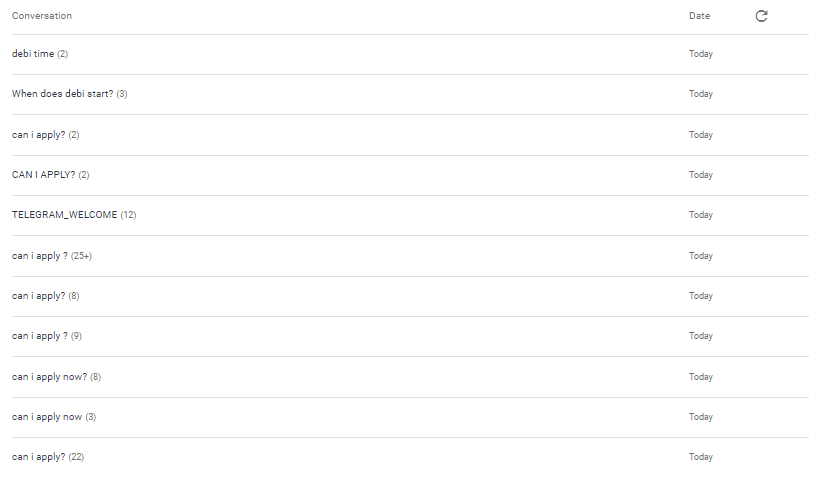 Conversation Date
debi time (2) Today
When does debi start? (3) Today
can i apply? (2) Today
CAN I APPLY? (2) Today
TELEGRAM_WELCOME (12) Today
can i apply ? (25+) Today
can i apply? (8) Today
can i apply ? (9) Today
can i apply now? (8) Today
can i apply now (3) Today
can i apply? (22) Today